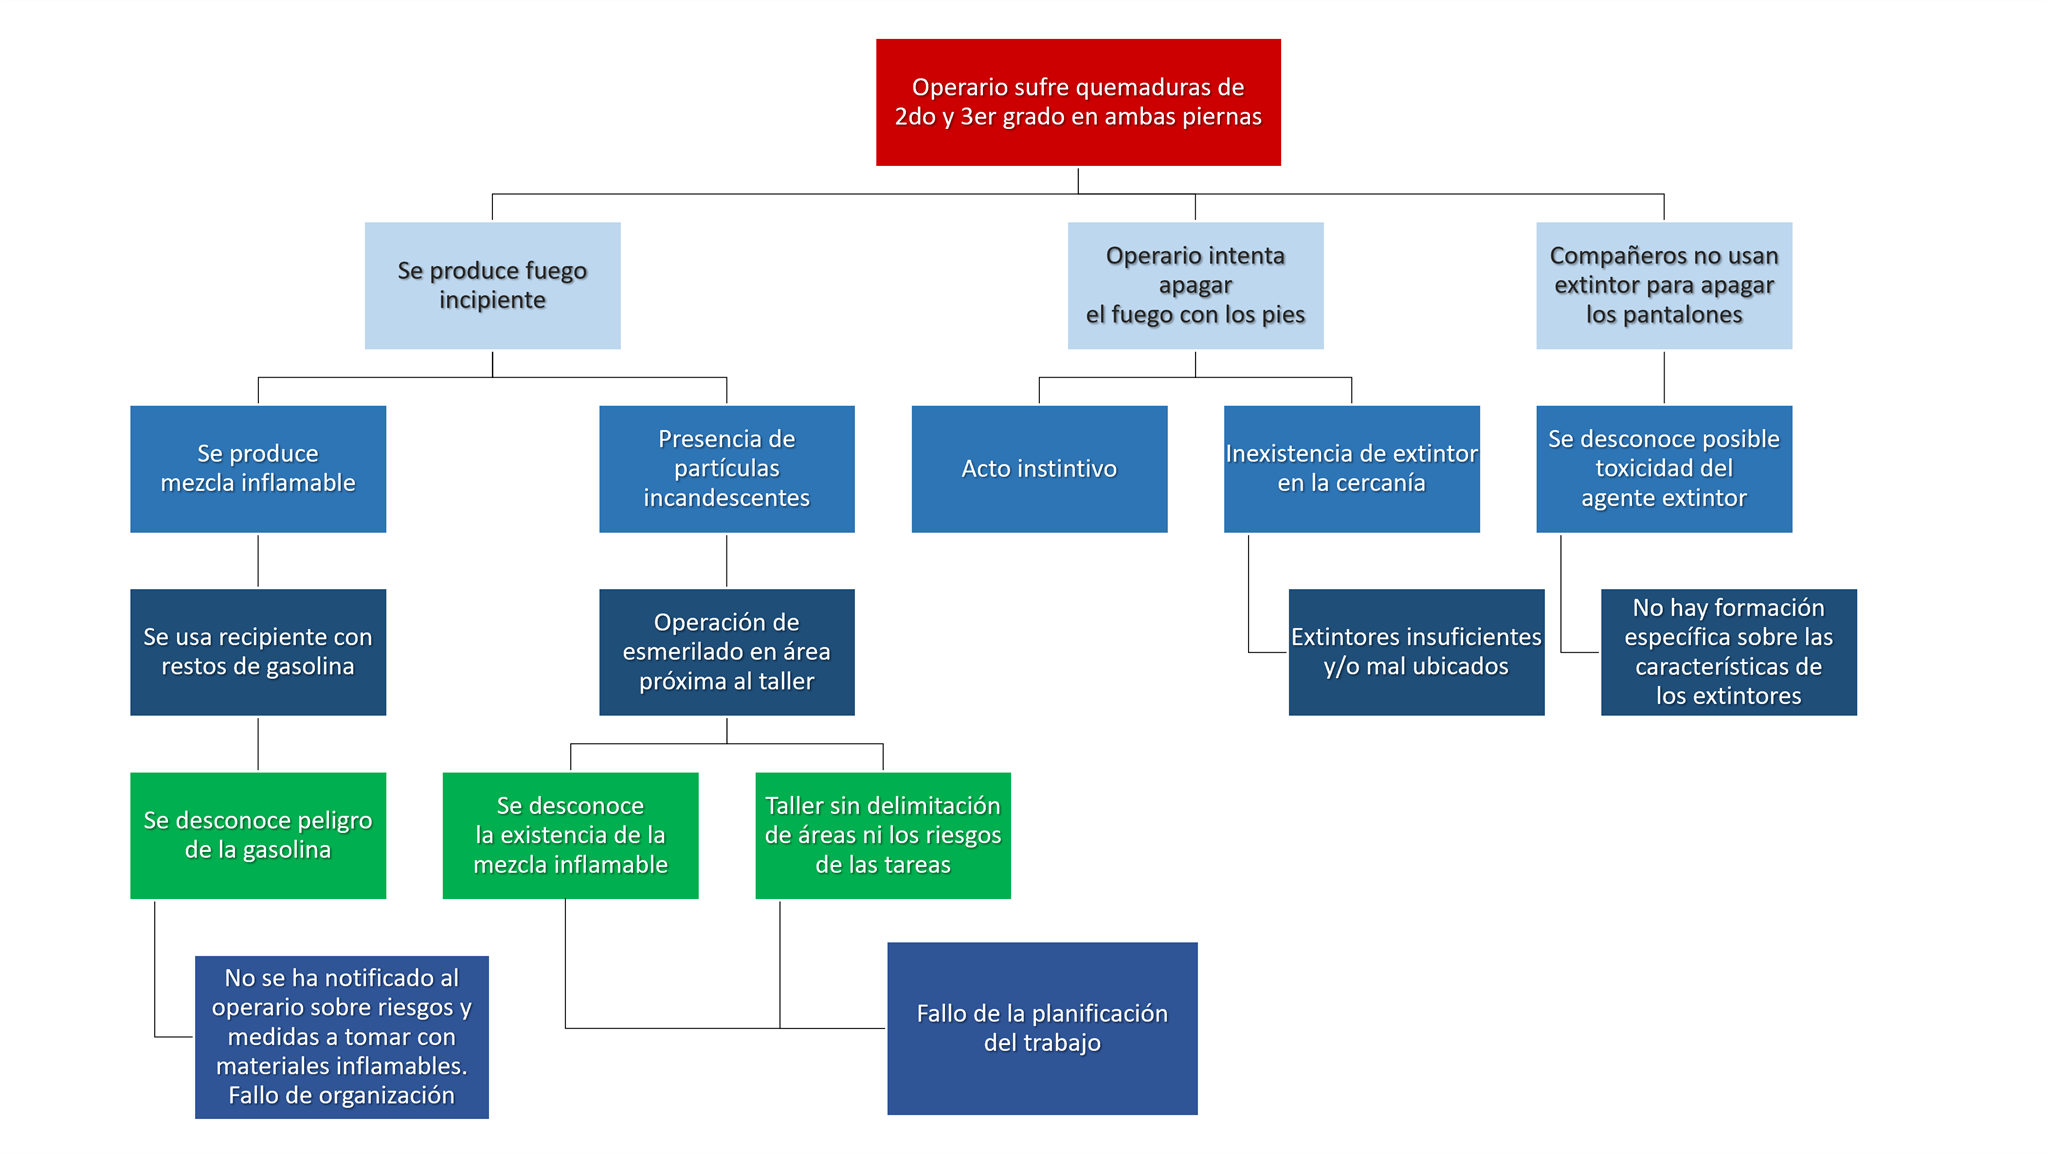 Operario sufre quemaduras de
2do y 3er grado en ambas piernas
Se produce fuego
incipiente
Operario intenta
apagar
el fuego con los pies
Compañeros no usan
extintor para apagar
los pantalones
Se produce
mezcla inflamable
Presencia de
partículas
incandescentes
Acto instintivo
Inexistencia de extintor
en la cercanía
Se desconoce posible
toxicidad del
agente extintor
Se usa recipiente con
restos de gasolina
Operación de
esmerilado en área
próxima al taller
Extintores insuficientes
y/o mal ubicados
No hay formación
específica sobre las
características de
los extintores
Se desconoce peligro
de la gasolina
Se desconoce
la existencia de la
mezcla inflamable
Taller sin delimitación
de áreas ni los riesgos
de las tareas
No se ha notificado al
operario sobre riesgos y
medidas a tomar con
materiales inflamables.
Fallo de organización
Fallo de la planificación
del trabajo